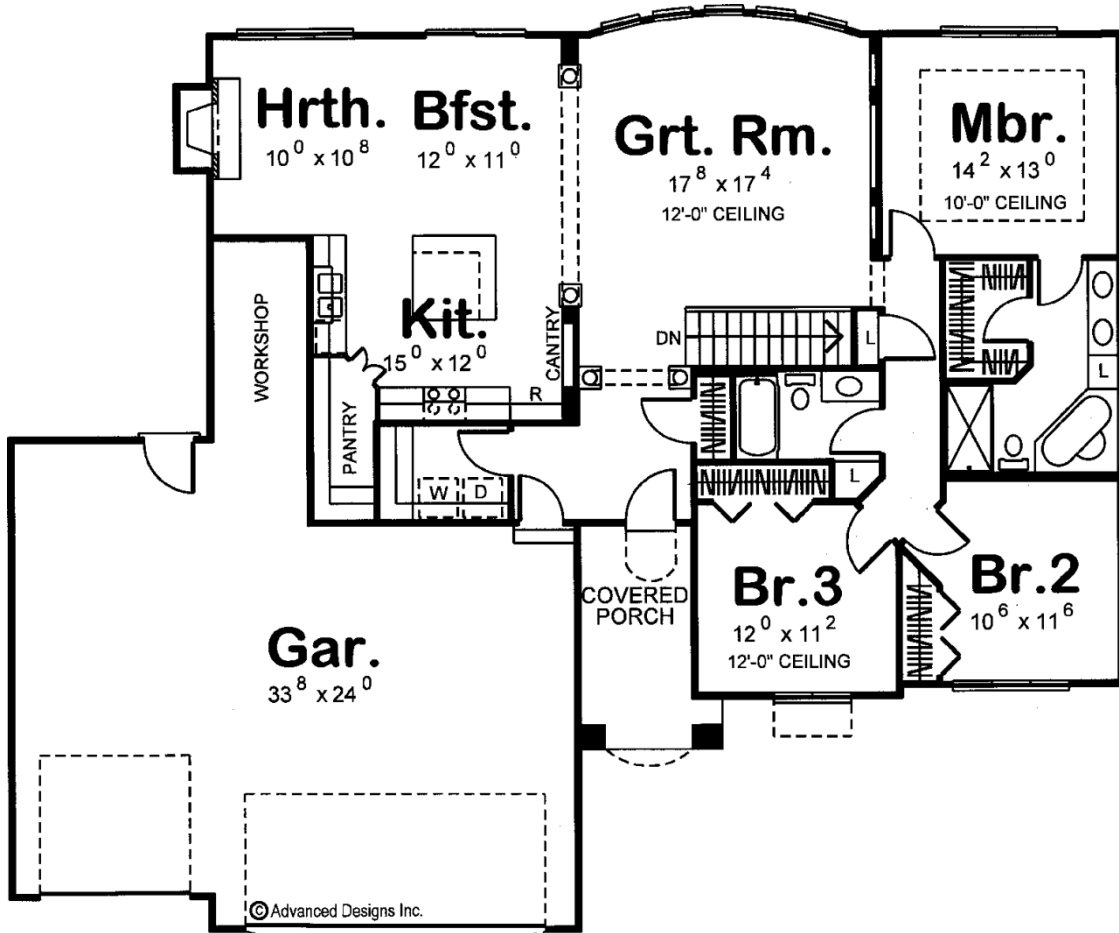 Hrth.
10⁰ x 10⁸
Bfst.
12⁰ x 11⁰
Grt. Rm.
17⁸ x 17⁴
12'-0" CEILING
Mbr.
14² x 13⁰
10'-0" CEILING
WORKSHOP
Kit.
15⁰ x 12⁰
CANTRY
DN
L
L
R
PANTRY
W
D
L
COVERED
PORCH
Br.3
12⁰ x 11²
12'-0" CEILING
Br.2
10⁶ x 11⁶
Gar.
33⁸ x 24⁰
© Advanced Designs Inc.